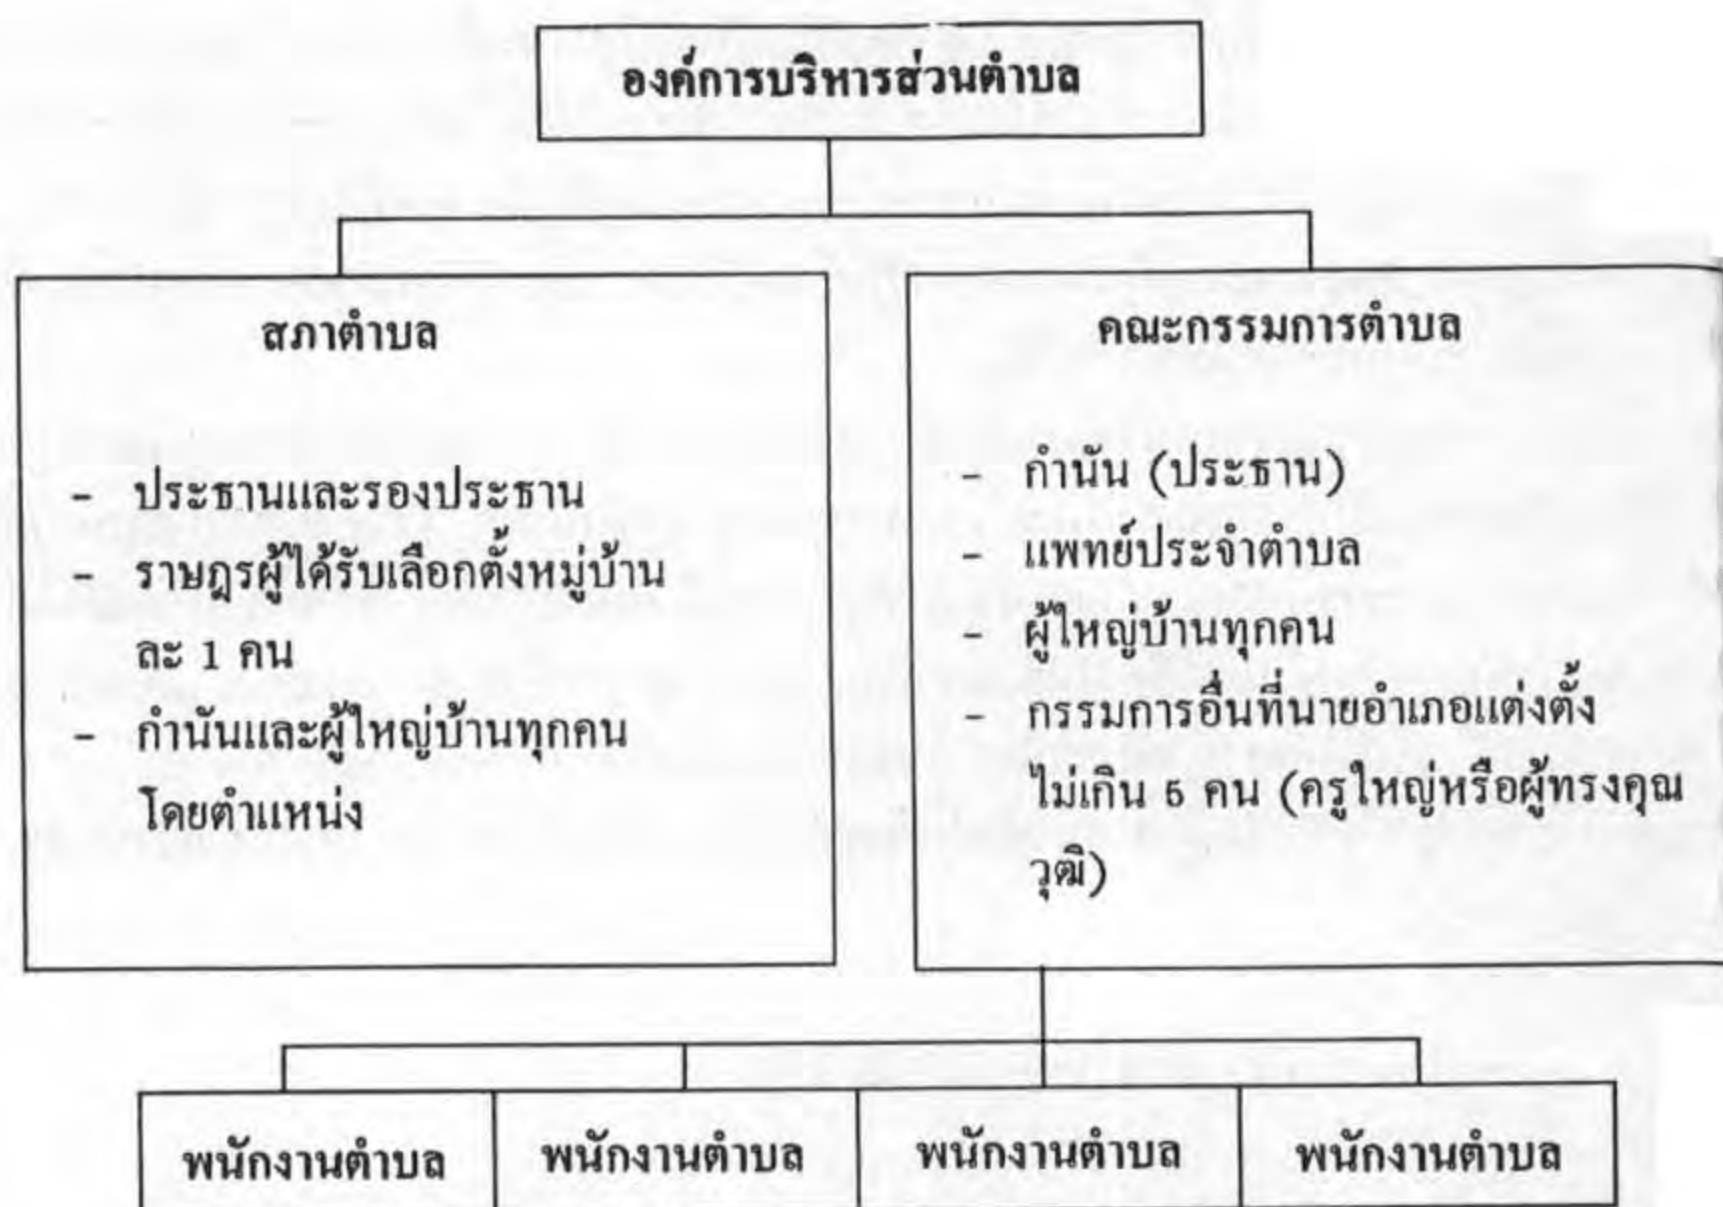 องค์การบริหารส่วนตำบล
สภาตำบล
- ประธานและรองประธาน
- ราษฎรผู้ได้รับเลือกตั้งหมู่บ้าน
ละ 1 คน
- กำนันและผู้ใหญ่บ้านทุกคน
โดยตำแหน่ง
คณะกรรมการตำบล
- กำนัน (ประธาน)
- แพทย์ประจำตำบล
- ผู้ใหญ่บ้านทุกคน
- กรรมการอื่นที่นายอำเภอแต่งตั้ง
ไม่เกิน 5 คน (ครูใหญ่หรือผู้ทรงคุณ
วุฒิ)
พนักงานตำบล
พนักงานตำบล
พนักงานตำบล
พนักงานตำบล